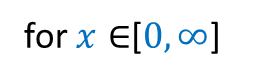 for x ∈[0, ∞]